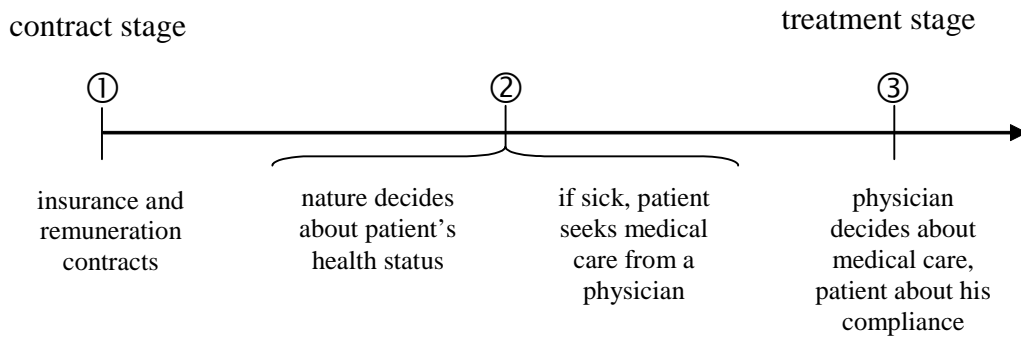 contract stage
treatment stage
①
②
③
insurance and
remuneration
contracts
nature decides
about patient’s
health status
if sick, patient
seeks medical
care from a
physician
physician
decides about
medical care,
patient about his
compliance